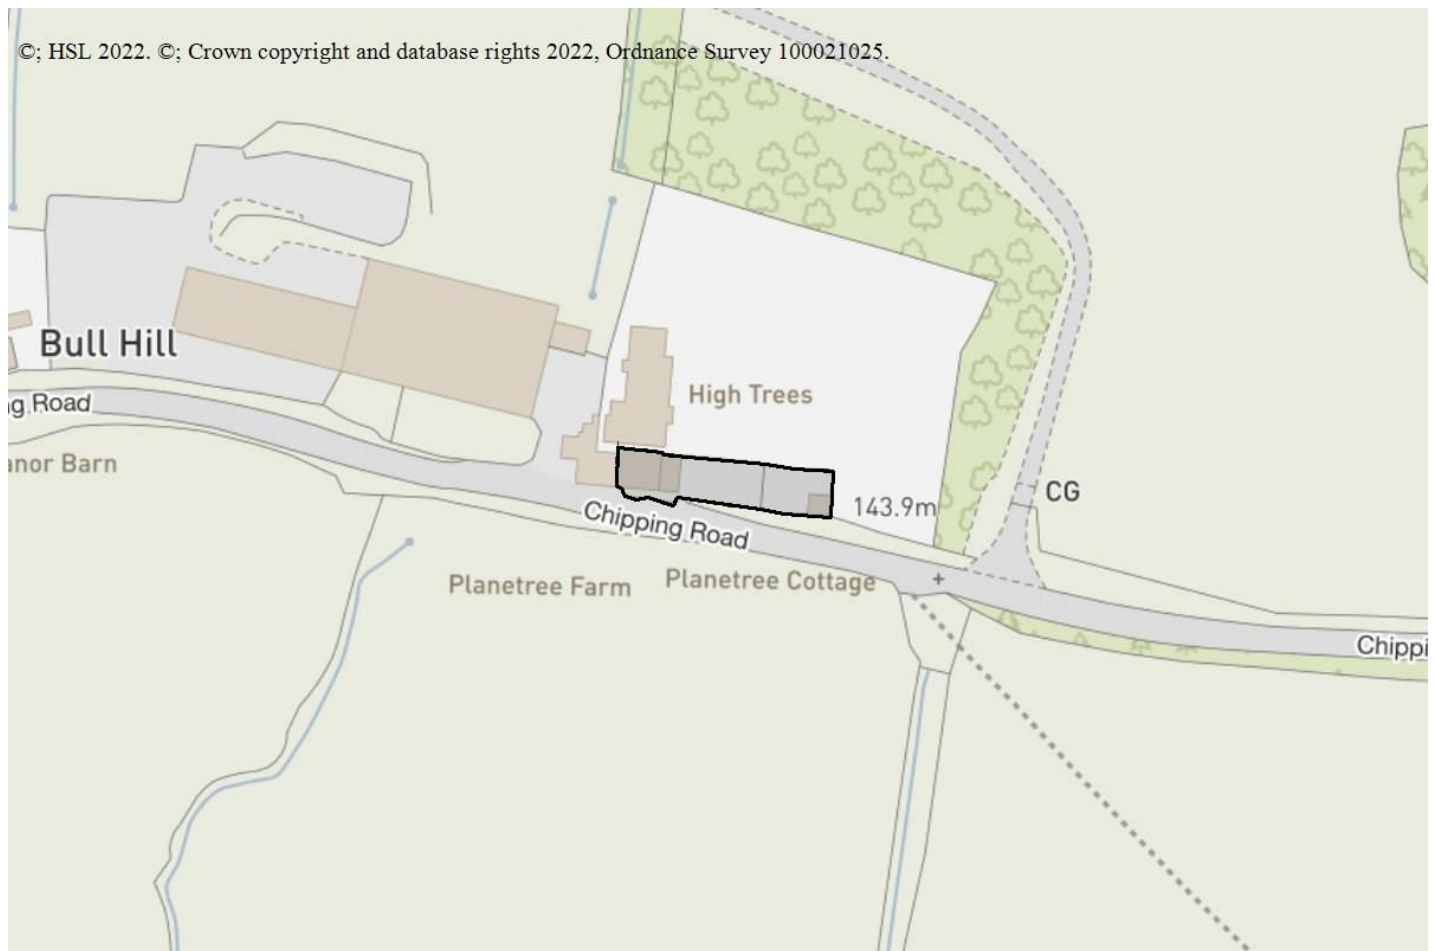 ©; HSL 2022. ©; Crown copyright and database rights 2022, Ordnance Survey 100021025.
Bull Hill
g Road
High Trees
anor Barn
CG
143.9m
Chipping Road
Planetree Farm
Planetree Cottage
Chippi